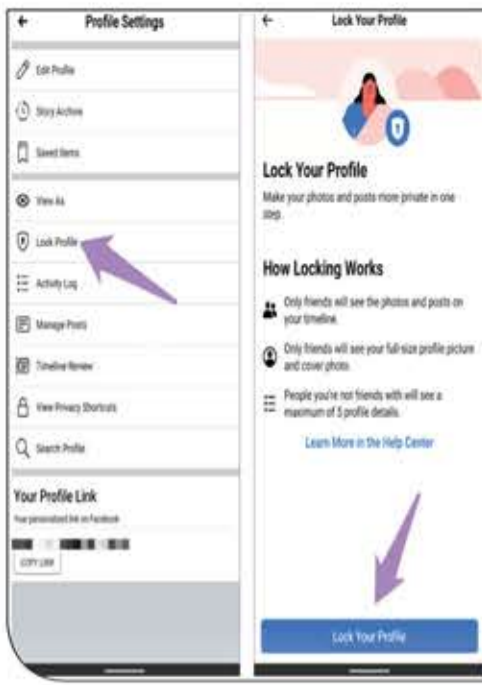 Profile Settings
Edit Profile
Story Archive
Saved Items
View As
Lock Profile
Activity Log
Manage Posts
Timeline Review
View Privacy Shortcuts
Search Profile
Your Profile Link
Your personalized link on Facebook
COPY LINK
Lock Your Profile
Lock Your Profile
Make your photos and posts more private in one
step.
How Locking Works
Only friends will see the photos and posts on
your timeline.
Only friends will see your full-size profile picture
and cover photo.
People you're not friends with will see a
maximum of 5 profile details.
Learn More in the Help Center
Lock Your Profile